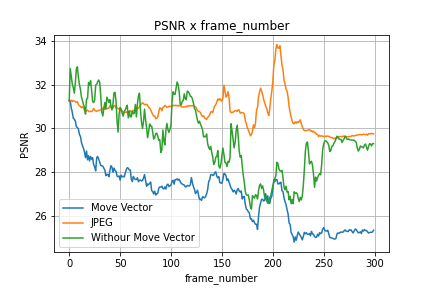 PSNR x frame_number
34
32
30
28
26
PSNR
Move Vector
JPEG
Withour Move Vector
0
50
100
150
200
250
300
frame_number